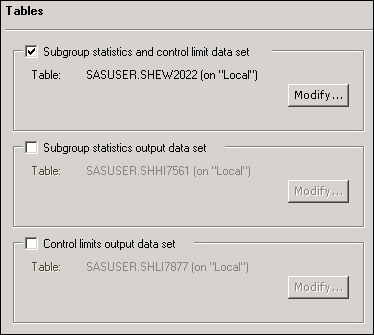 Tables
Subgroup statistics and control limit data set
Table: SASUSER.SHEW2022 (on "Local")
Modify...
Subgroup statistics output data set
Table: SASUSER.SHHI7561 (on "Local")
Modify...
Control limits output data set
Table: SASUSER.SHLI7877 (on "Local")
Modify...